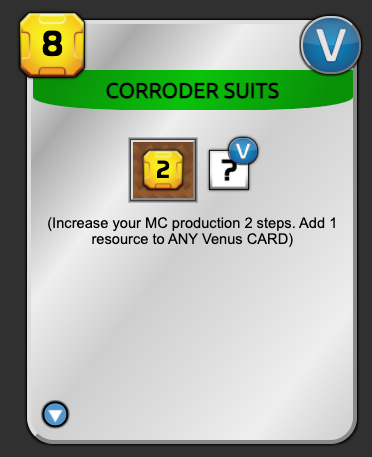 8
V
CORRODER SUITS
2
? V
(Increase your MC production 2 steps. Add 1
resource to ANY Venus CARD)